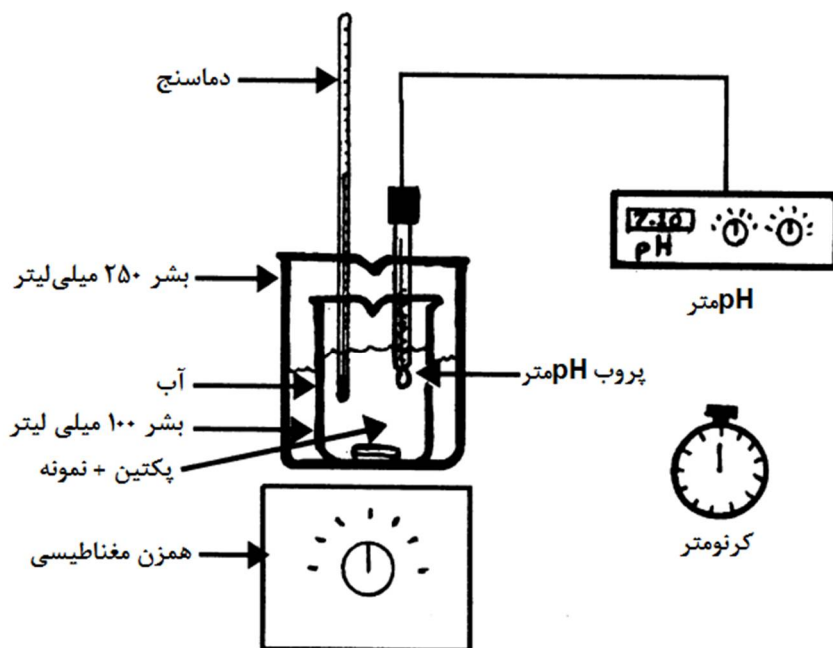 دماسنج
بشر ۲۵۰ میلی‌لیتر
7.10
pH
pHمتر
پروب pHمتر
آب
بشر ۱۰۰ میلی لیتر
پکتین + نمونه
همزن مغناطیسی
کرنومتر